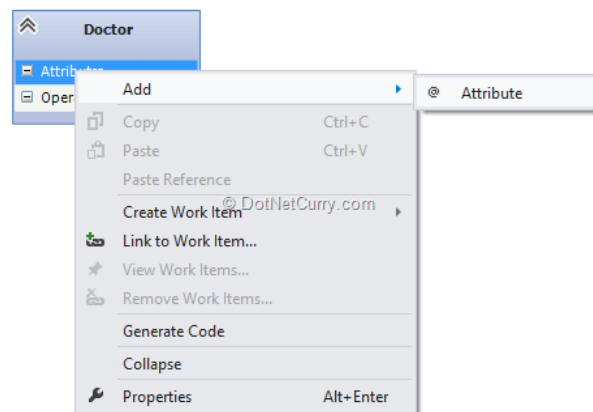 Doctor
Attributes
Oper
Add
@ Attribute
Copy Ctrl+C
Paste Ctrl+V
Paste Reference
© DotNetCurry.com
Create Work Item
Link to Work Item...
View Work Items...
Remove Work Items...
Generate Code
Collapse
Properties Alt+Enter